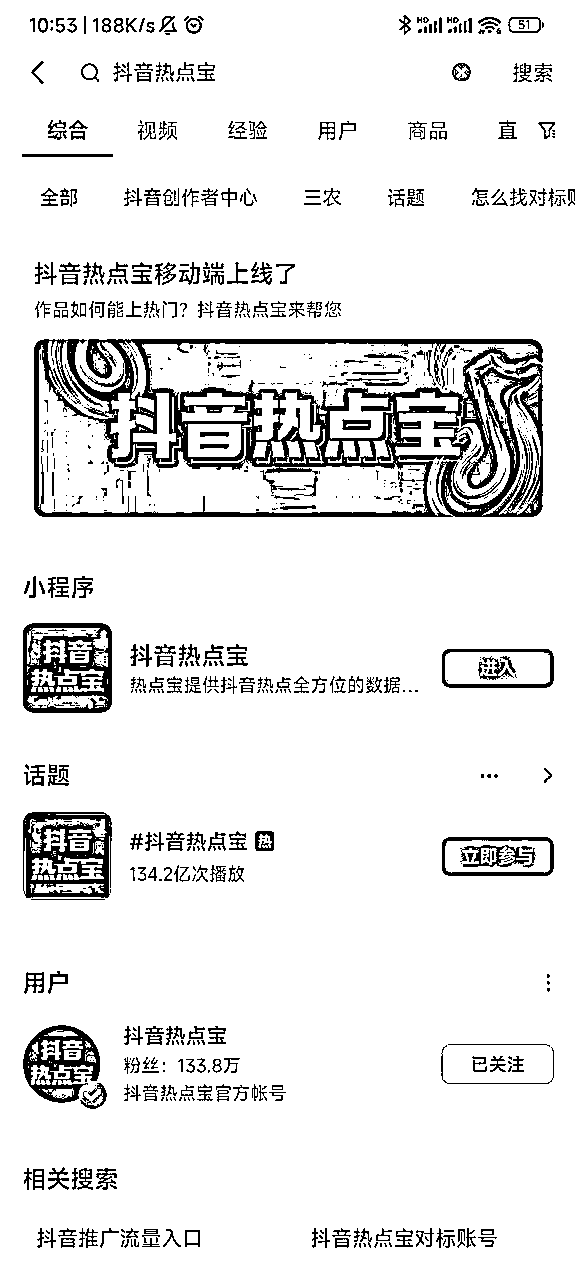 10:53 | 188K/s
HD HD 51
抖音热点宝 搜索
综合 视频 经验 用户 商品 直
全部 抖音创作者中心 三农 话题 怎么找对标账
抖音热点宝移动端上线了
作品如何能上热门？抖音热点宝来帮您
抖音热点宝
小程序
抖音
热点宝
抖音热点宝
热点宝提供抖音热点全方位的数据...
进入
话题
抖音
热点宝
#抖音热点宝 热
134.2亿次播放
立即参与
用户
抖音
热点宝
抖音热点宝
粉丝：133.8万
抖音热点宝官方帐号
已关注
相关搜索
抖音推广流量入口 抖音热点宝对标账号